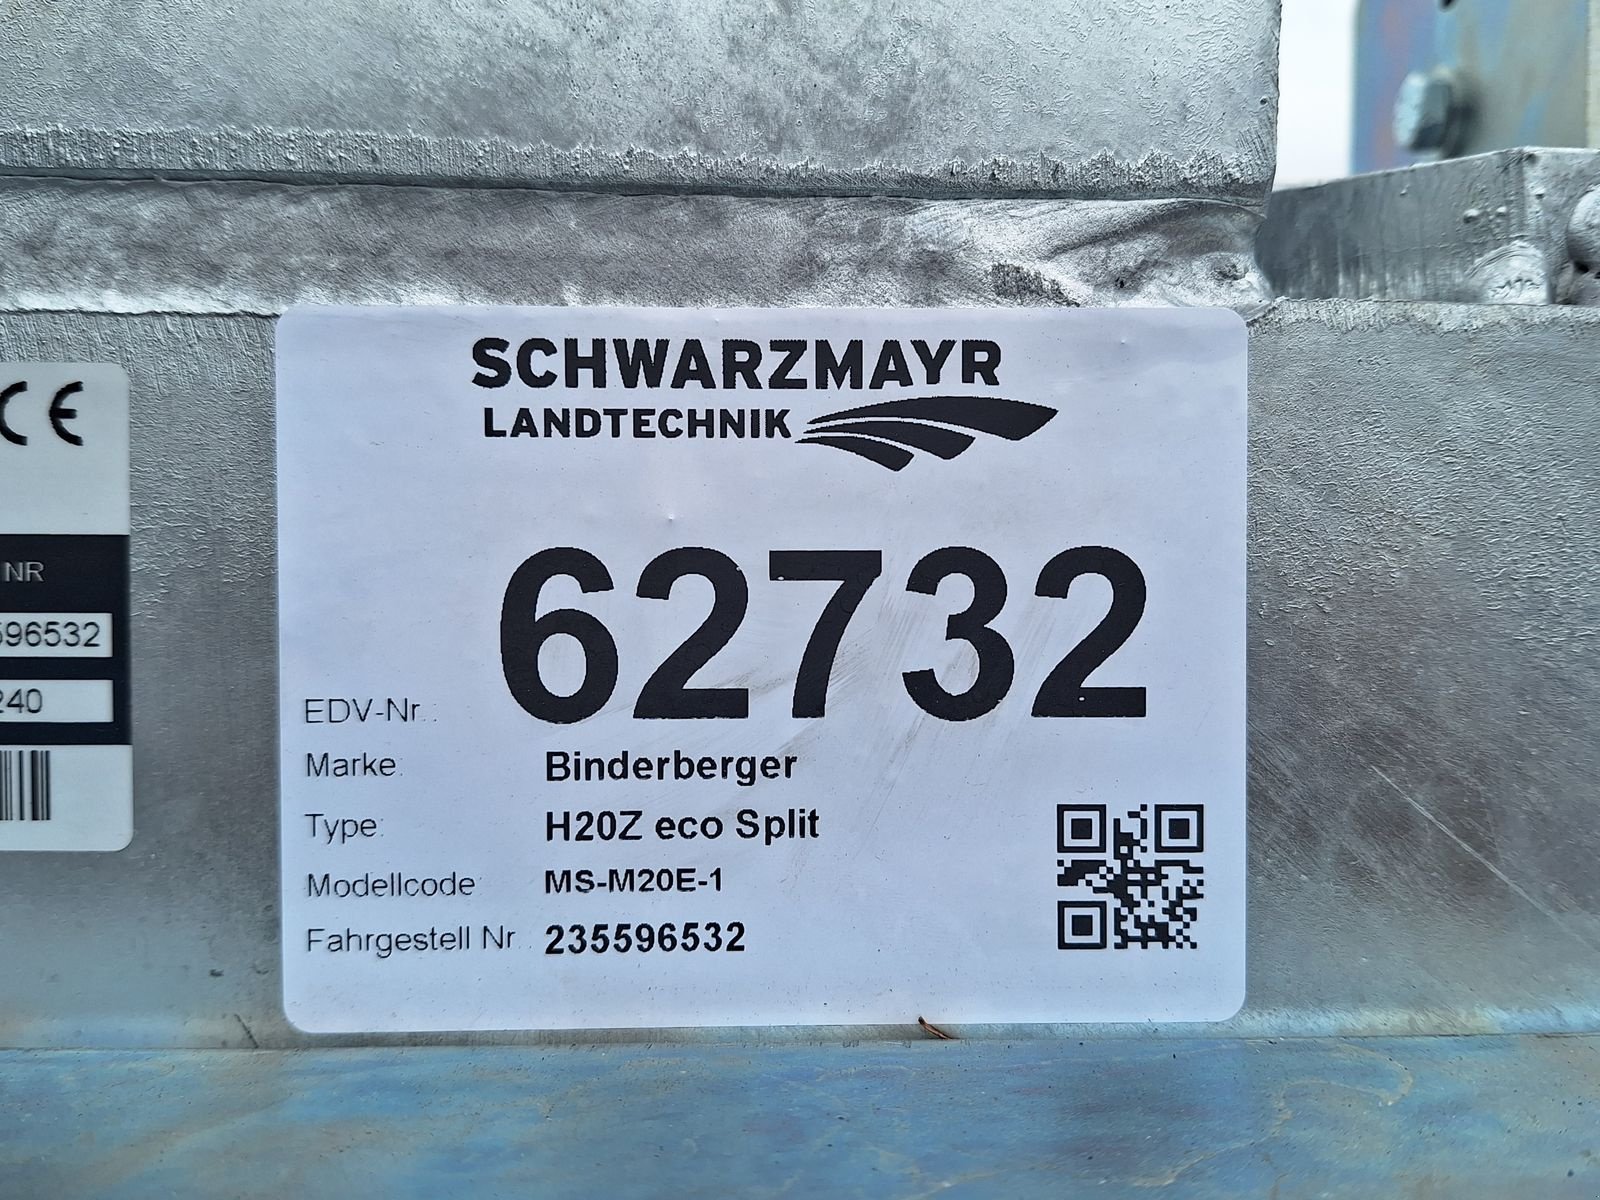 SCHWARZMAYR
LANDTECHNIK
EDV-Nr.: 62732
Marke: Binderberger
Type: H20Z eco Split
Modellcode MS-M20E-1
Fahrgestell Nr.. 235596532
CE
NR
596532
240